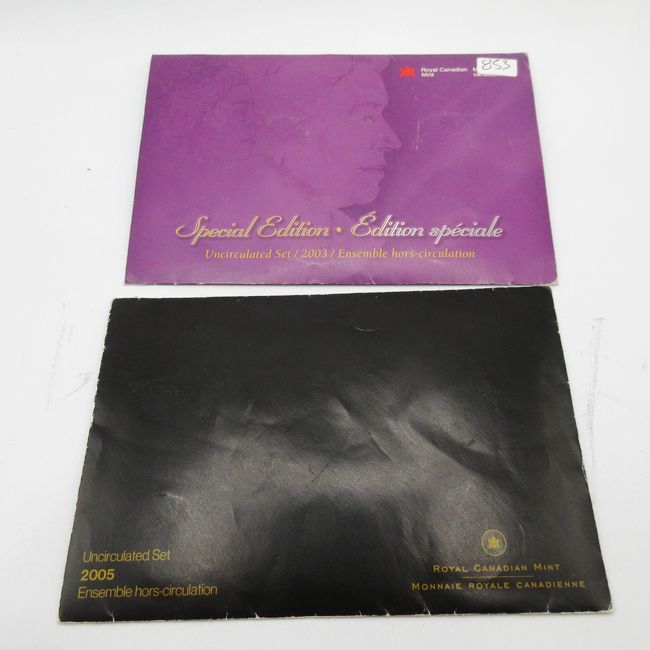 Royal Canadian
Mint
853
Special Edition • Édition spéciale
Uncirculated Set / 2003 / Ensemble hors-circulation
Uncirculated Set
2005
Ensemble hors-circulation
ROYAL CANADIAN MINT
MONNAIE ROYALE CANADIENNE